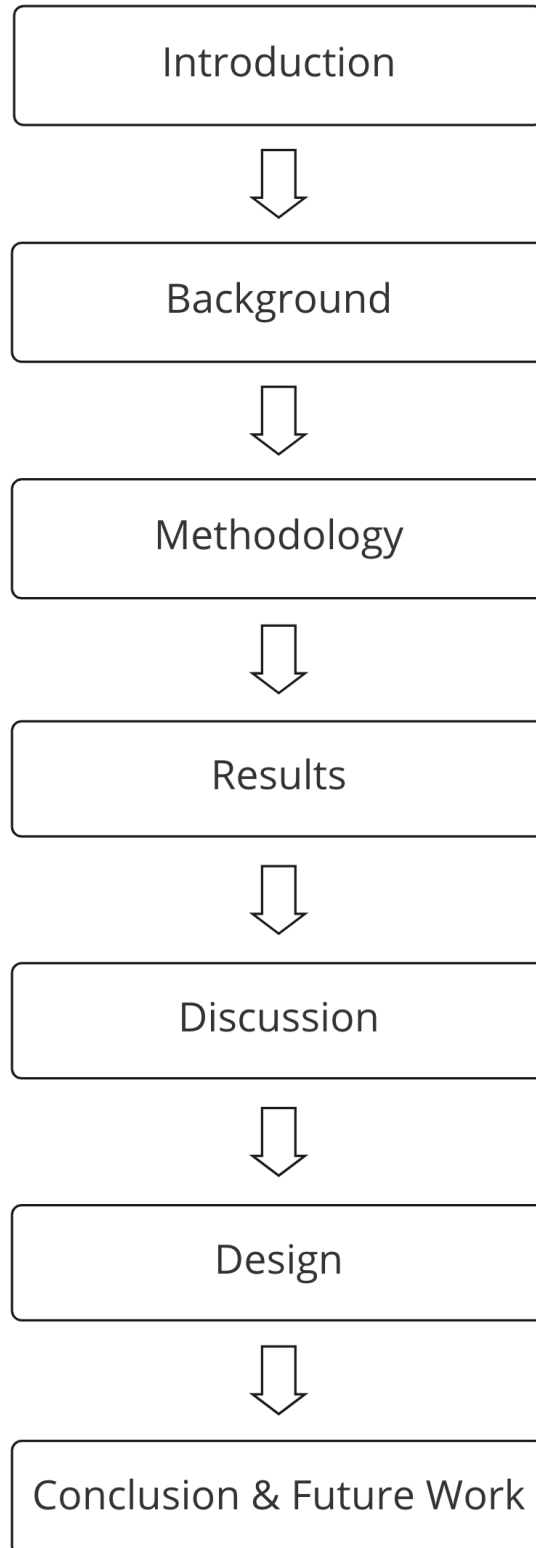 Introduction
Background
Methodology
Results
Discussion
Design
Conclusion & Future Work